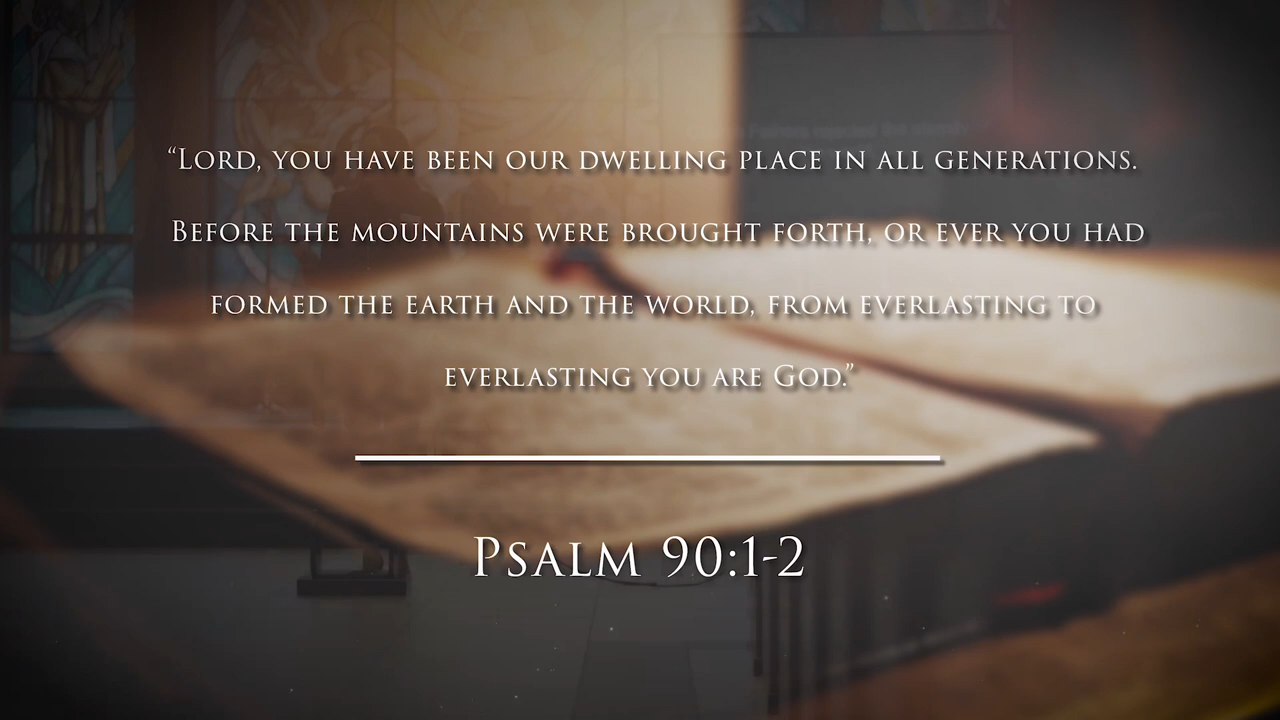 “Lord, you have been our dwelling place in all generations.
Before the mountains were brought forth, or ever you had
formed the earth and the world, from everlasting to
everlasting you are God.”
Psalm 90:1-2